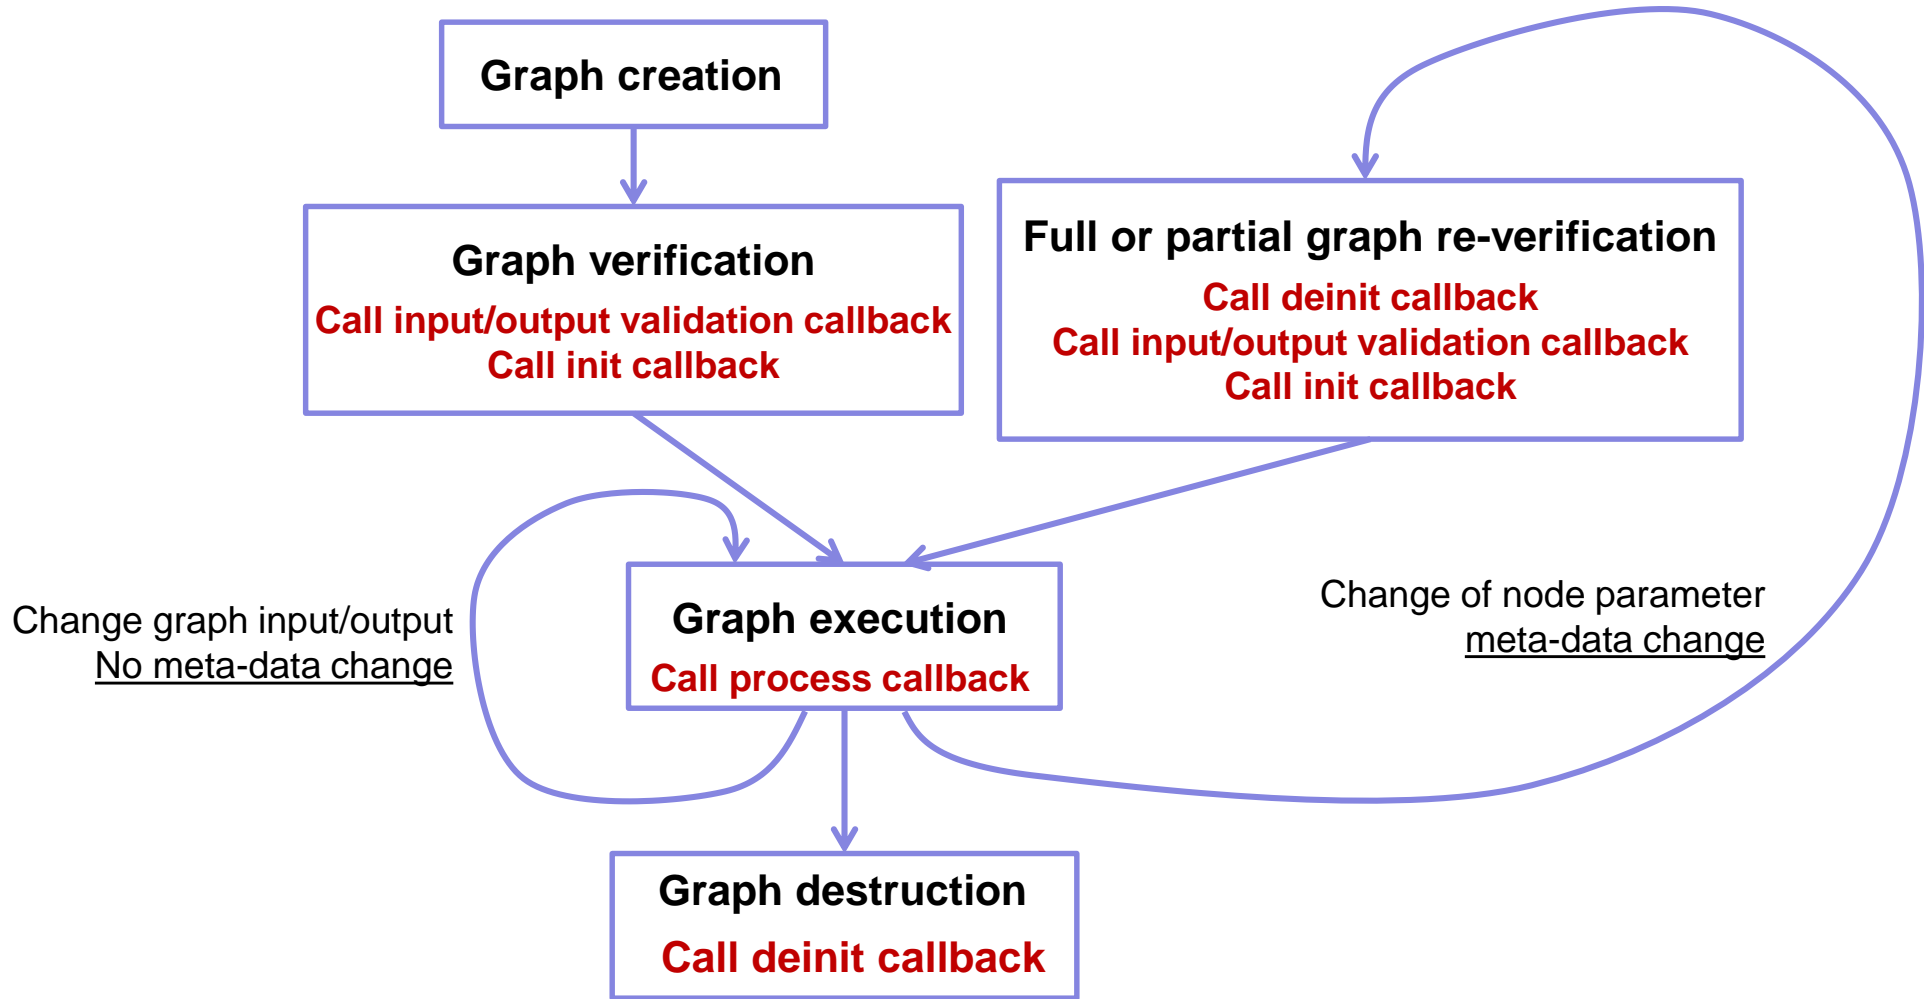 Graph creation
Graph verification
Call input/output validation callback
Call init callback
Full or partial graph re-verification
Call deinit callback
Call input/output validation callback
Call init callback
Change graph input/output
No meta-data change
Graph execution
Call process callback
Change of node parameter
meta-data change
Graph destruction
Call deinit callback